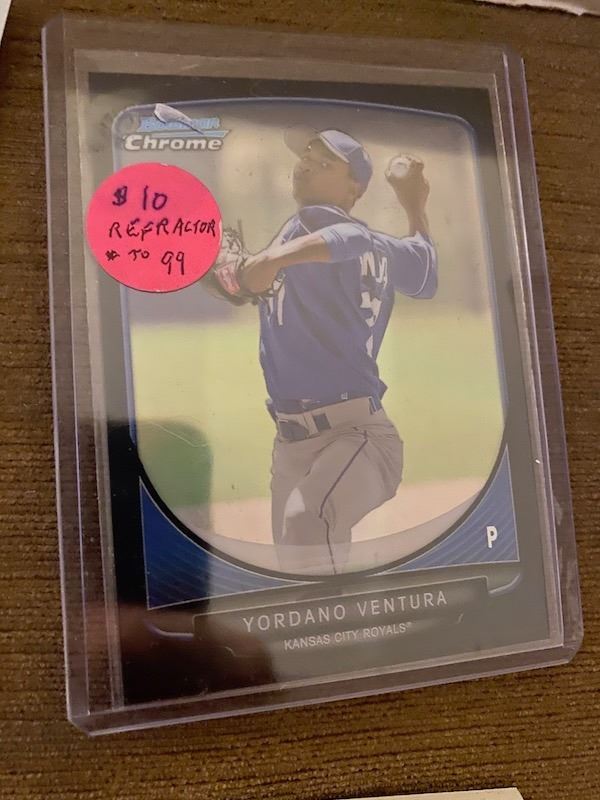 BOWMAN
Chrome
$10
REFRACTOR
# TO 99
P
YORDANO VENTURA
KANSAS CITY ROYALS®